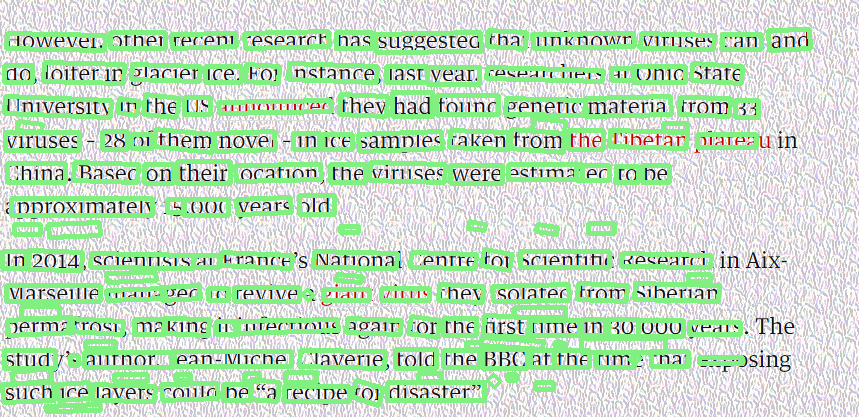 However, other recent research has suggested that unknown viruses can and
do, loiter in glacier ice. For instance, last year, researchers at Ohio State
University in the US announced they had found genetic material from 33
viruses – 28 of them novel – in ice samples taken from the Tibetan plateau in
China. Based on their location, the viruses were estimated to be
approximately 15,000 years old.
In 2014, scientists at France's National Centre for Scientific Research in Aix-
Marseille managed to revive a giant virus they isolated from Siberian
permafrost, making it infectious again for the first time in 30,000 years. The
study's author, Jean-Michel Claverie, told the BBC at the time that exposing
such ice layers could be “a recipe for disaster”.